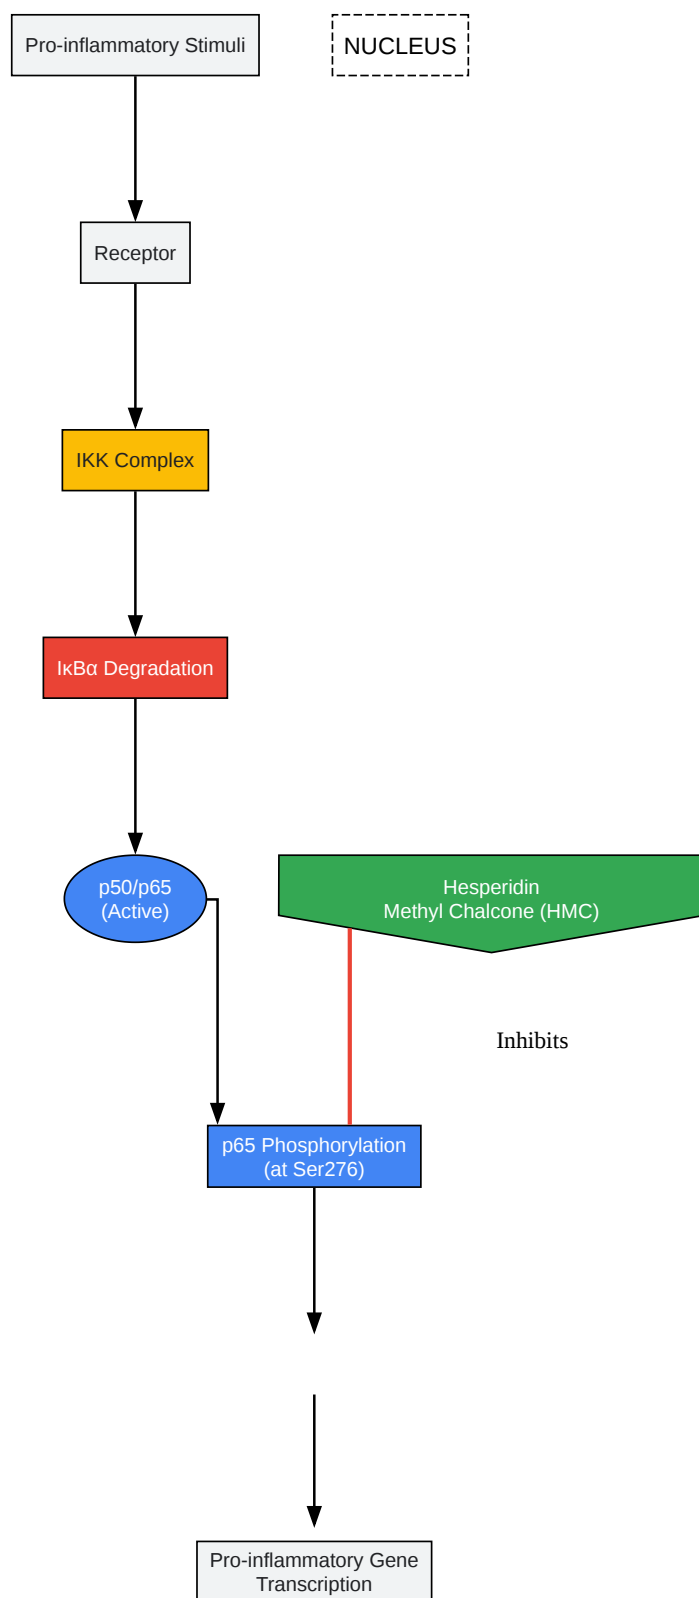 Pro-inflammatory Stimuli
NUCLEUS
Receptor
IKK Complex
IκBα Degradation
p50/p65
(Active)
Hesperidin
Methyl Chalcone (HMC)
Inhibits
p65 Phosphorylation
(at Ser276)
Pro-inflammatory Gene
Transcription